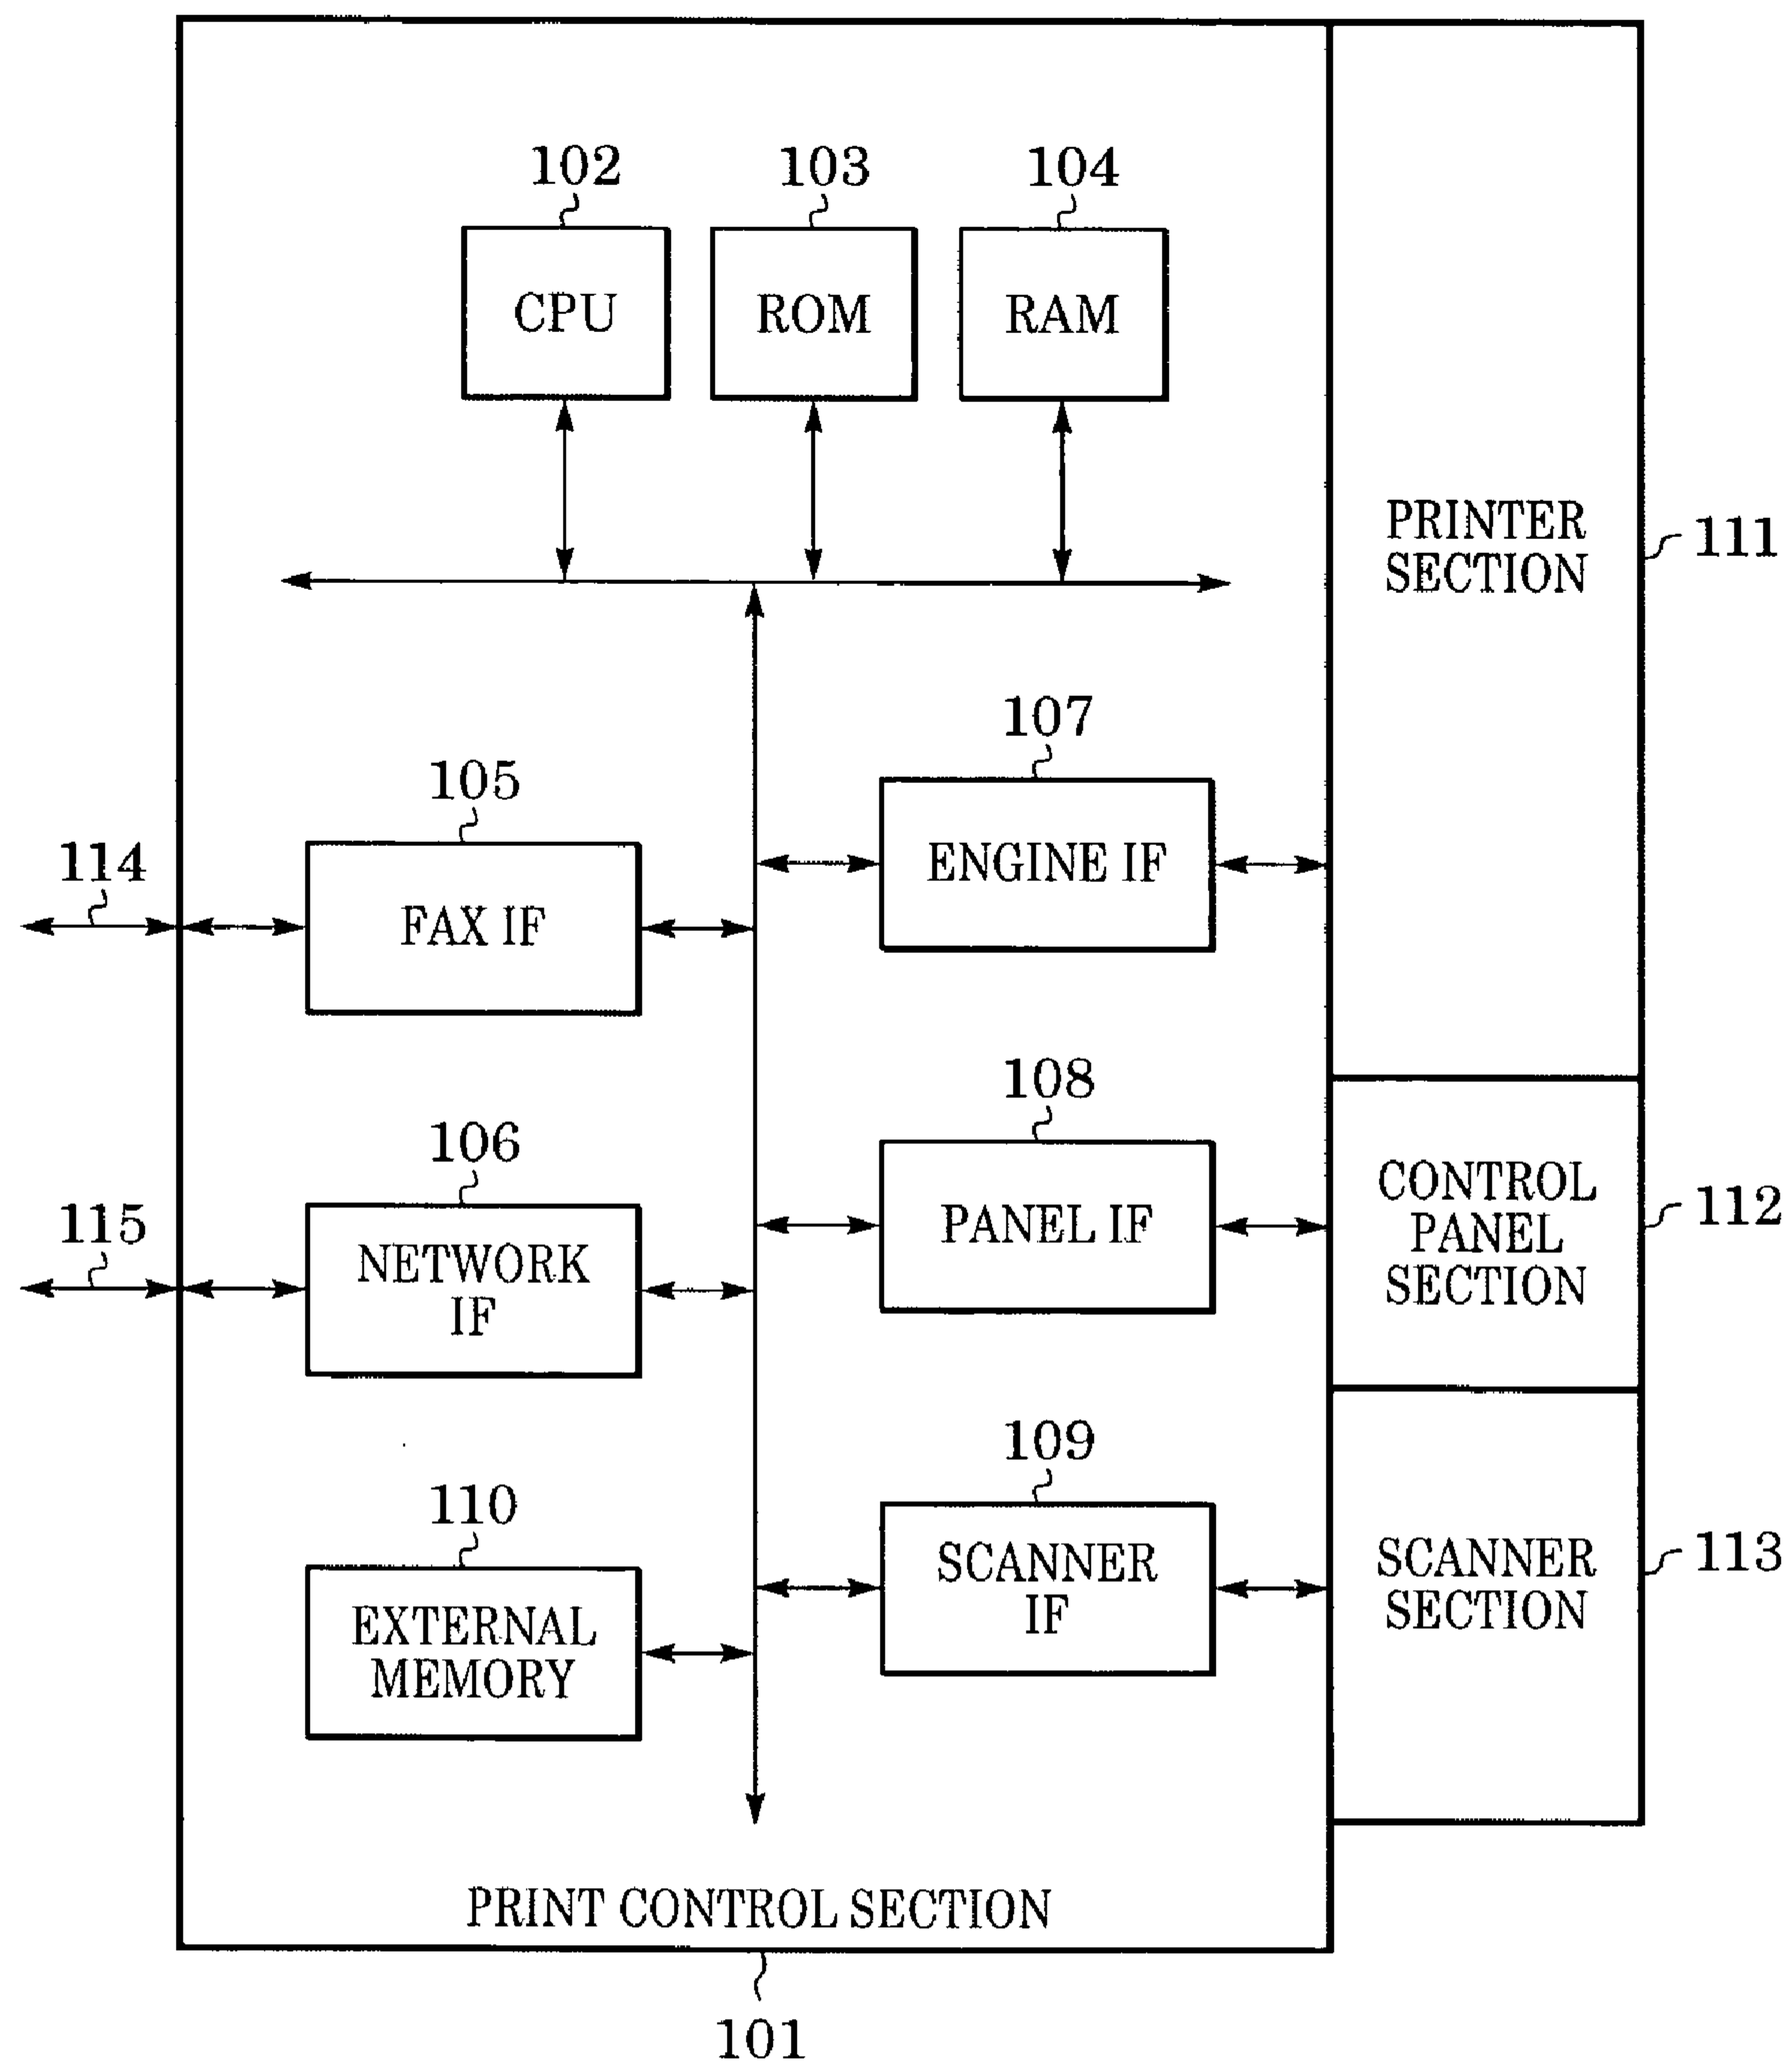 102
103
104
CPU
ROM
RAM
PRINTER
SECTION
111
107
105
ENGINE IF
114
FAX IF
108
106
CONTROL
PANEL
SECTION
112
115
PANEL IF
NETWORK
IF
109
110
SCANNER
IF
SCANNER
SECTION
113
EXTERNAL
MEMORY
PRINT CONTROL SECTION
101